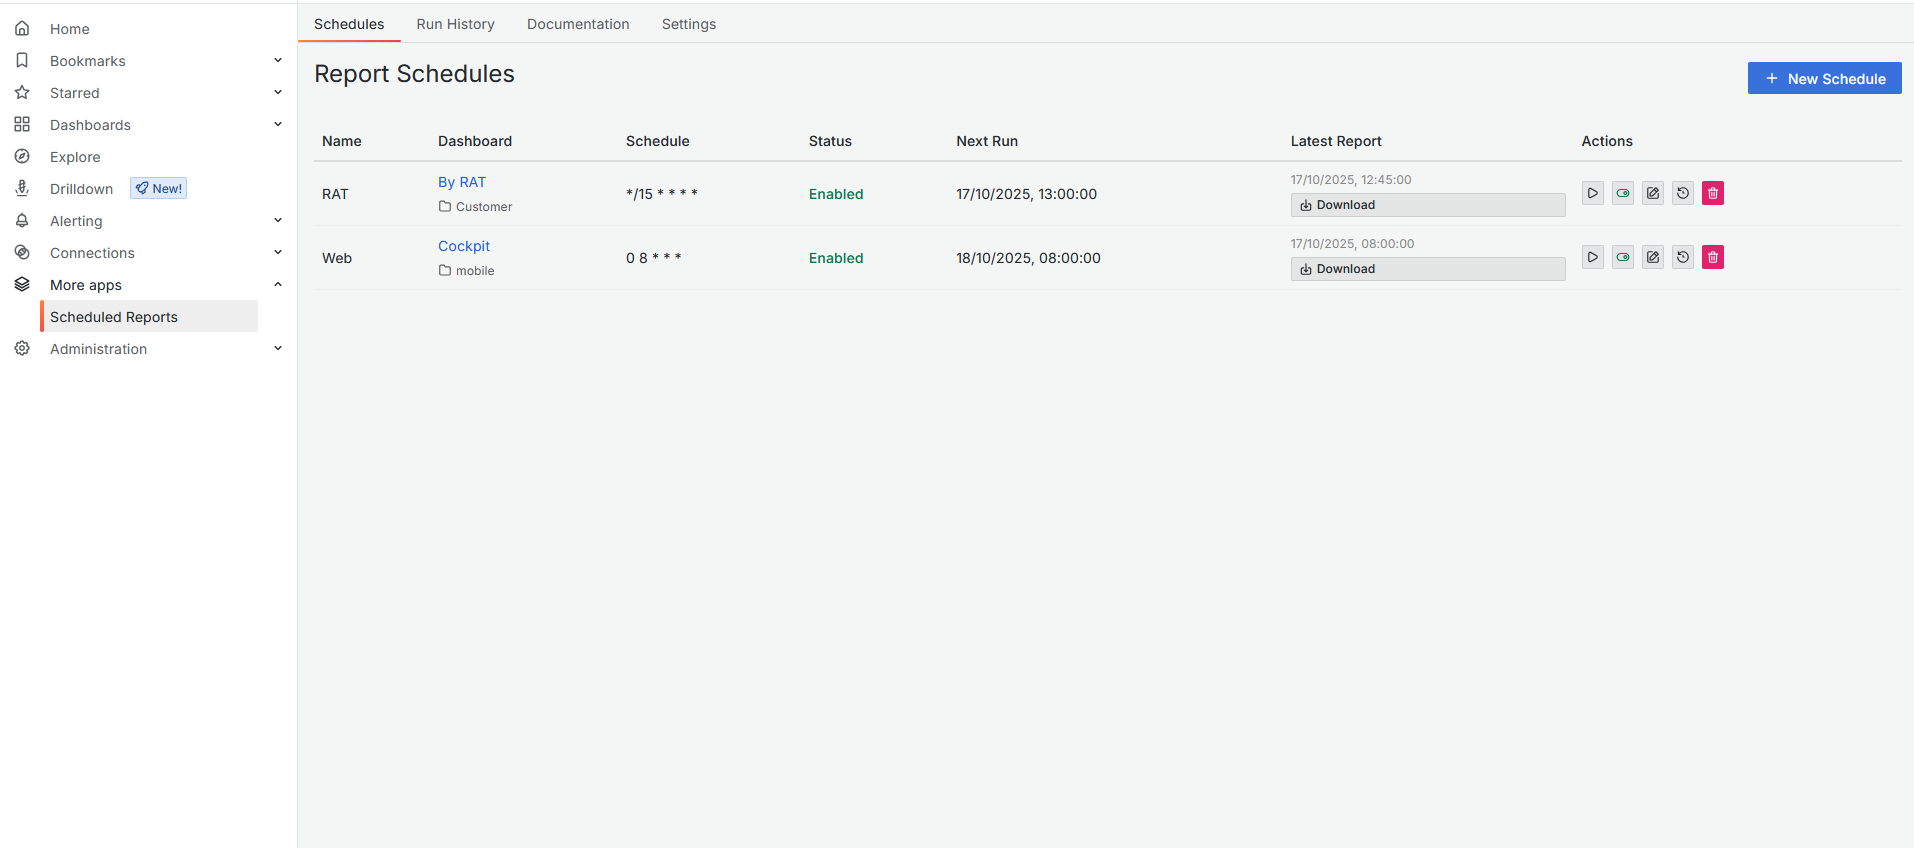 Home
Bookmarks
Starred
Dashboards
Explore
Drilldown New!
Alerting
Connections
More apps
Scheduled Reports
Administration
Schedules Run History Documentation Settings
Report Schedules
+ New Schedule
Name Dashboard Schedule Status Next Run Latest Report Actions
RAT
By RAT
Customer
*/15 * * * *
Enabled
17/10/2025, 13:00:00
17/10/2025, 12:45:00
Download
Web
Cockpit
mobile
0 8 * * *
Enabled
18/10/2025, 08:00:00
17/10/2025, 08:00:00
Download